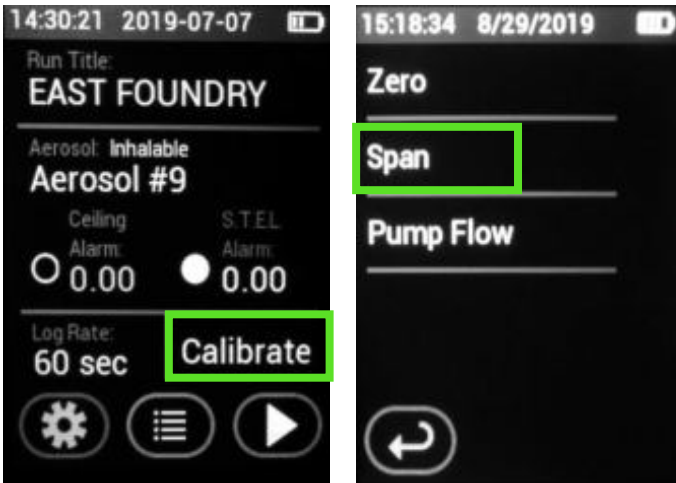 14:30:21 2019-07-07
Run Title:
EAST FOUNDRY
Aerosol: Inhalable
Aerosol #9
Ceiling
Alarm:
0.00
S.T.E.L
Alarm:
0.00
Log Rate:
60 sec
Calibrate
15:18:34 8/29/2019
Zero
Span
Pump Flow